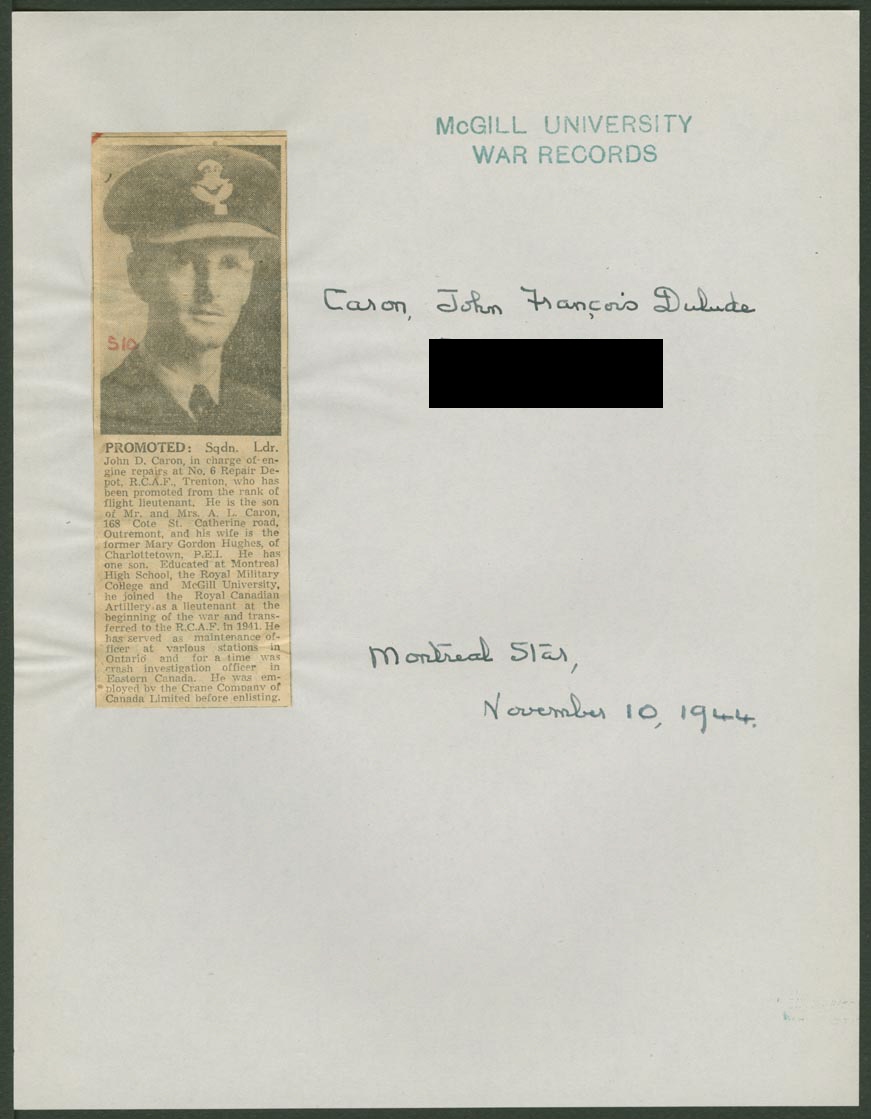 McGILL UNIVERSITY
WAR RECORDS
Caron, John François Dulude
S/O
PROMOTED: Sqdn. Ldr.
John D. Caron, in charge of en-
gine repairs at No. 6 Repair De-
pot, R.C.A.F., Trenton, who has
been promoted from the rank of
flight lieutenant. He is the son
of Mr. and Mrs. A. L. Caron,
168 Cote St. Catherine road,
Outremont, and his wife is the
former Mary Gordon Hughes, of
Charlottetown, P.E.I. He has
one son. Educated at Montreal
High School, the Royal Military
College and McGill University,
he joined the Royal Canadian
Artillery as a lieutenant at the
beginning of the war and trans-
ferred to the R.C.A.F. in 1941. He
has served as maintenance of-
ficer at various stations in
Ontario and for a time was
crash investigation officer in
Eastern Canada. He was em-
ployed by the Crane Company of
Canada Limited before enlisting.
Montreal Star,
November 10, 1944.